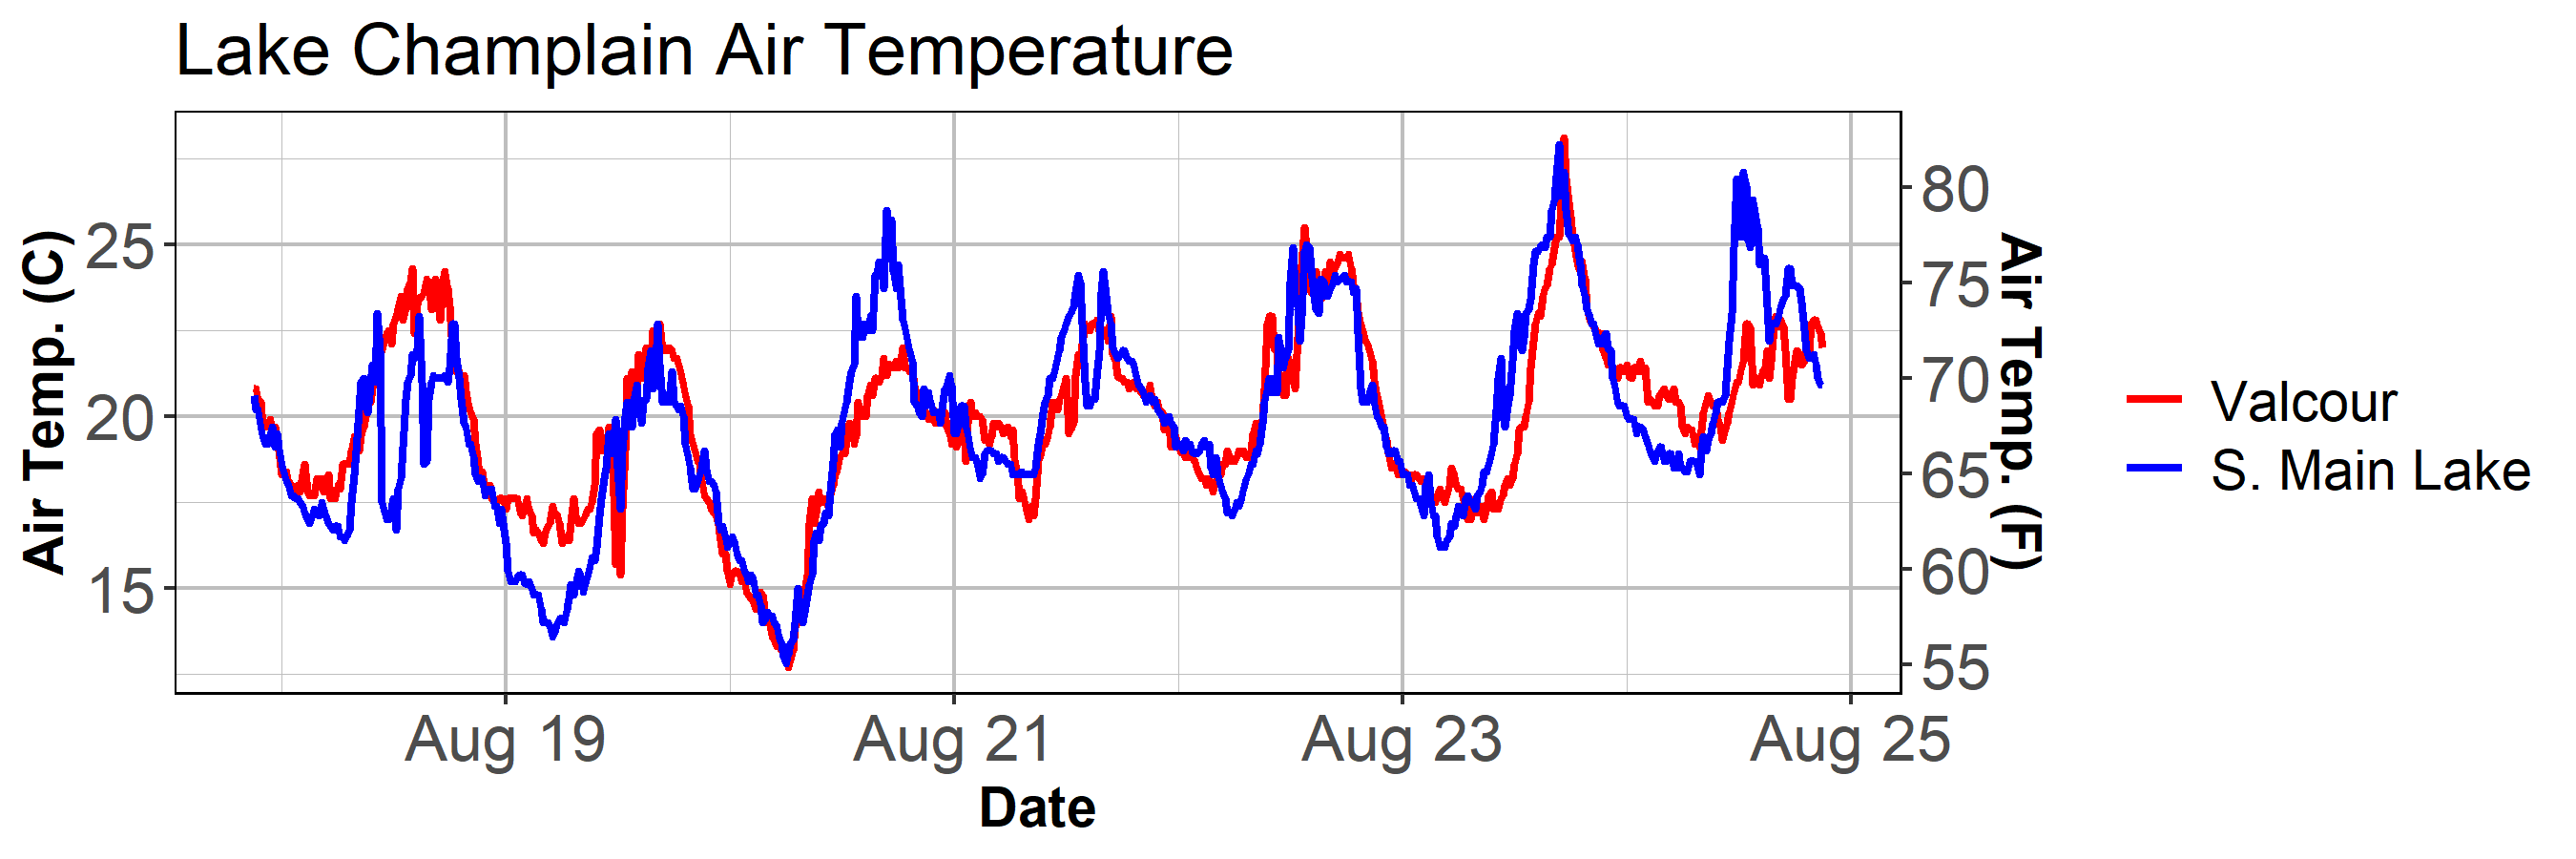 Lake Champlain Air Temperature
Air Temp. (C)
25
20
15
80
75
70
65
60
55
Air Temp. (F)
Aug 19
Aug 21
Aug 23
Aug 25
Date
Valcour
S. Main Lake